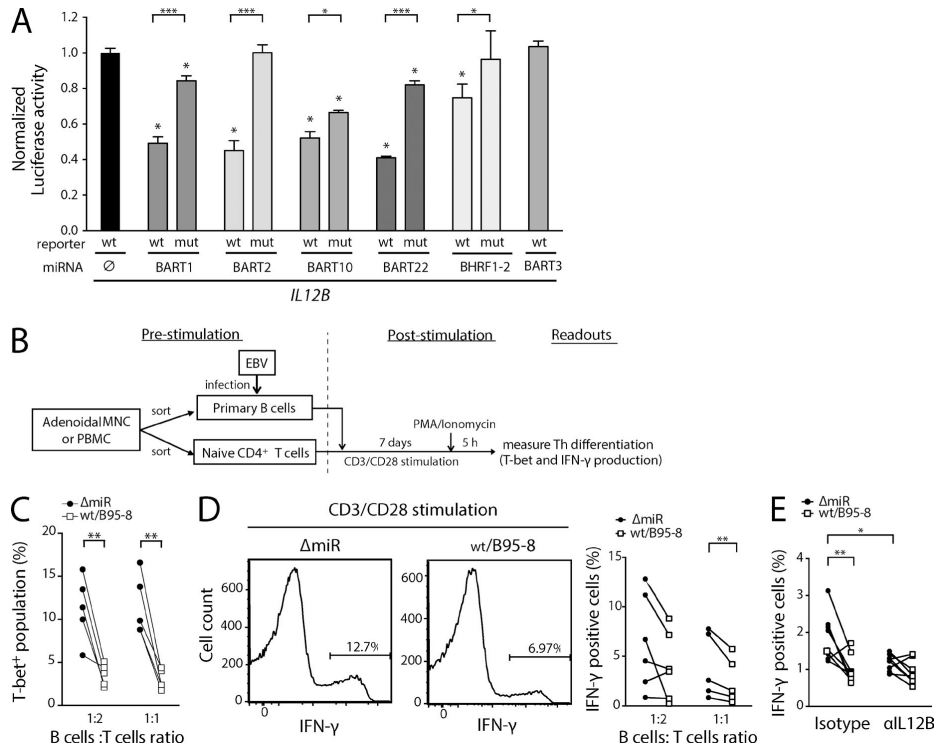 A
Normalized
Luciferase activity
1.2
1.0
0.8
0.6
0.4
0.2
0.0
*** *** * *** *
* * * * * * * *
reporter wt wt mut wt mut wt mut wt mut wt mut wt
miRNA ∅ BART1 BART2 BART10 BART22 BHRF1-2 BART3
IL12B
B
Pre-stimulation Post-stimulation Readouts
EBV
infection
sort Primary B cells
Adenoidal MNC
or PBMC
sort Naive CD4+ T cells
PMA/Ionomycin
7 days 5 h
CD3/CD28 stimulation
measure Th differentiation
(T-bet and IFN-γ production)
C
ΔmiR
wt/B95-8
** **
T-bet+ population (%)
20
15
10
5
0
1:2 1:1
B cells :T cells ratio
D
CD3/CD28 stimulation
ΔmiR wt/B95-8
Cell count
600
400
200
0
12.7%
0
IFN-γ
600
400
200
0
6.97%
0
IFN-γ
ΔmiR
wt/B95-8
**
IFN-γ positive cells (%)
15
10
5
0
1:2 1:1
B cells: T cells ratio
E
ΔmiR
wt/B95-8
*
**
IFN-γ positive cells (%)
4
3
2
1
0
Isotype αIL12B